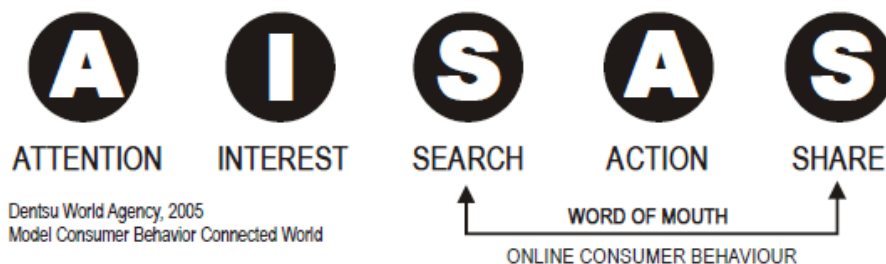 A I S A S
ATTENTION INTEREST SEARCH ACTION SHARE
Dentsu World Agency, 2005
Model Consumer Behavior Connected World
WORD OF MOUTH
ONLINE CONSUMER BEHAVIOUR